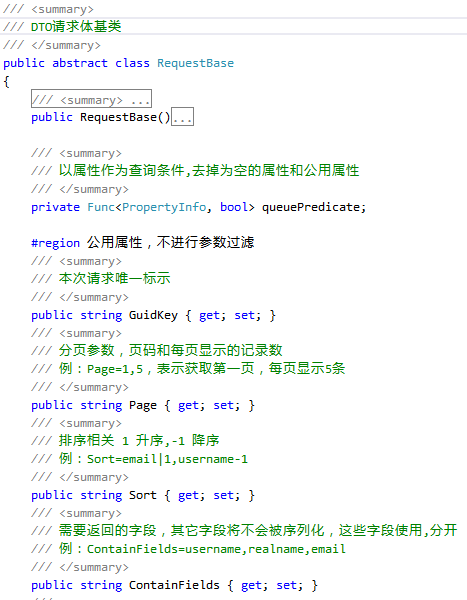 /// <summary>
/// DTO请求体基类
/// </summary>
public abstract class RequestBase
{
/// <summary> ...
public RequestBase()...
/// <summary>
/// 以属性作为查询条件,去掉为空的属性和公用属性
/// </summary>
private Func<PropertyInfo, bool> queuePredicate;
#region 公用属性，不进行参数过滤
/// <summary>
/// 本次请求唯一标示
/// </summary>
public string GuidKey { get; set; }
/// <summary>
/// 分页参数，页码和每页显示的记录数
/// 例：Page=1,5，表示获取第一页，每页显示5条
/// </summary>
public string Page { get; set; }
/// <summary>
/// 排序相关 1 升序,-1 降序
/// 例：Sort=email|1,username-1
/// </summary>
public string Sort { get; set; }
/// <summary>
/// 需要返回的字段，其它字段将不会被序列化，这些字段使用,分开
/// 例：ContainFields=username,realname,email
/// </summary>
public string ContainFields { get; set; }